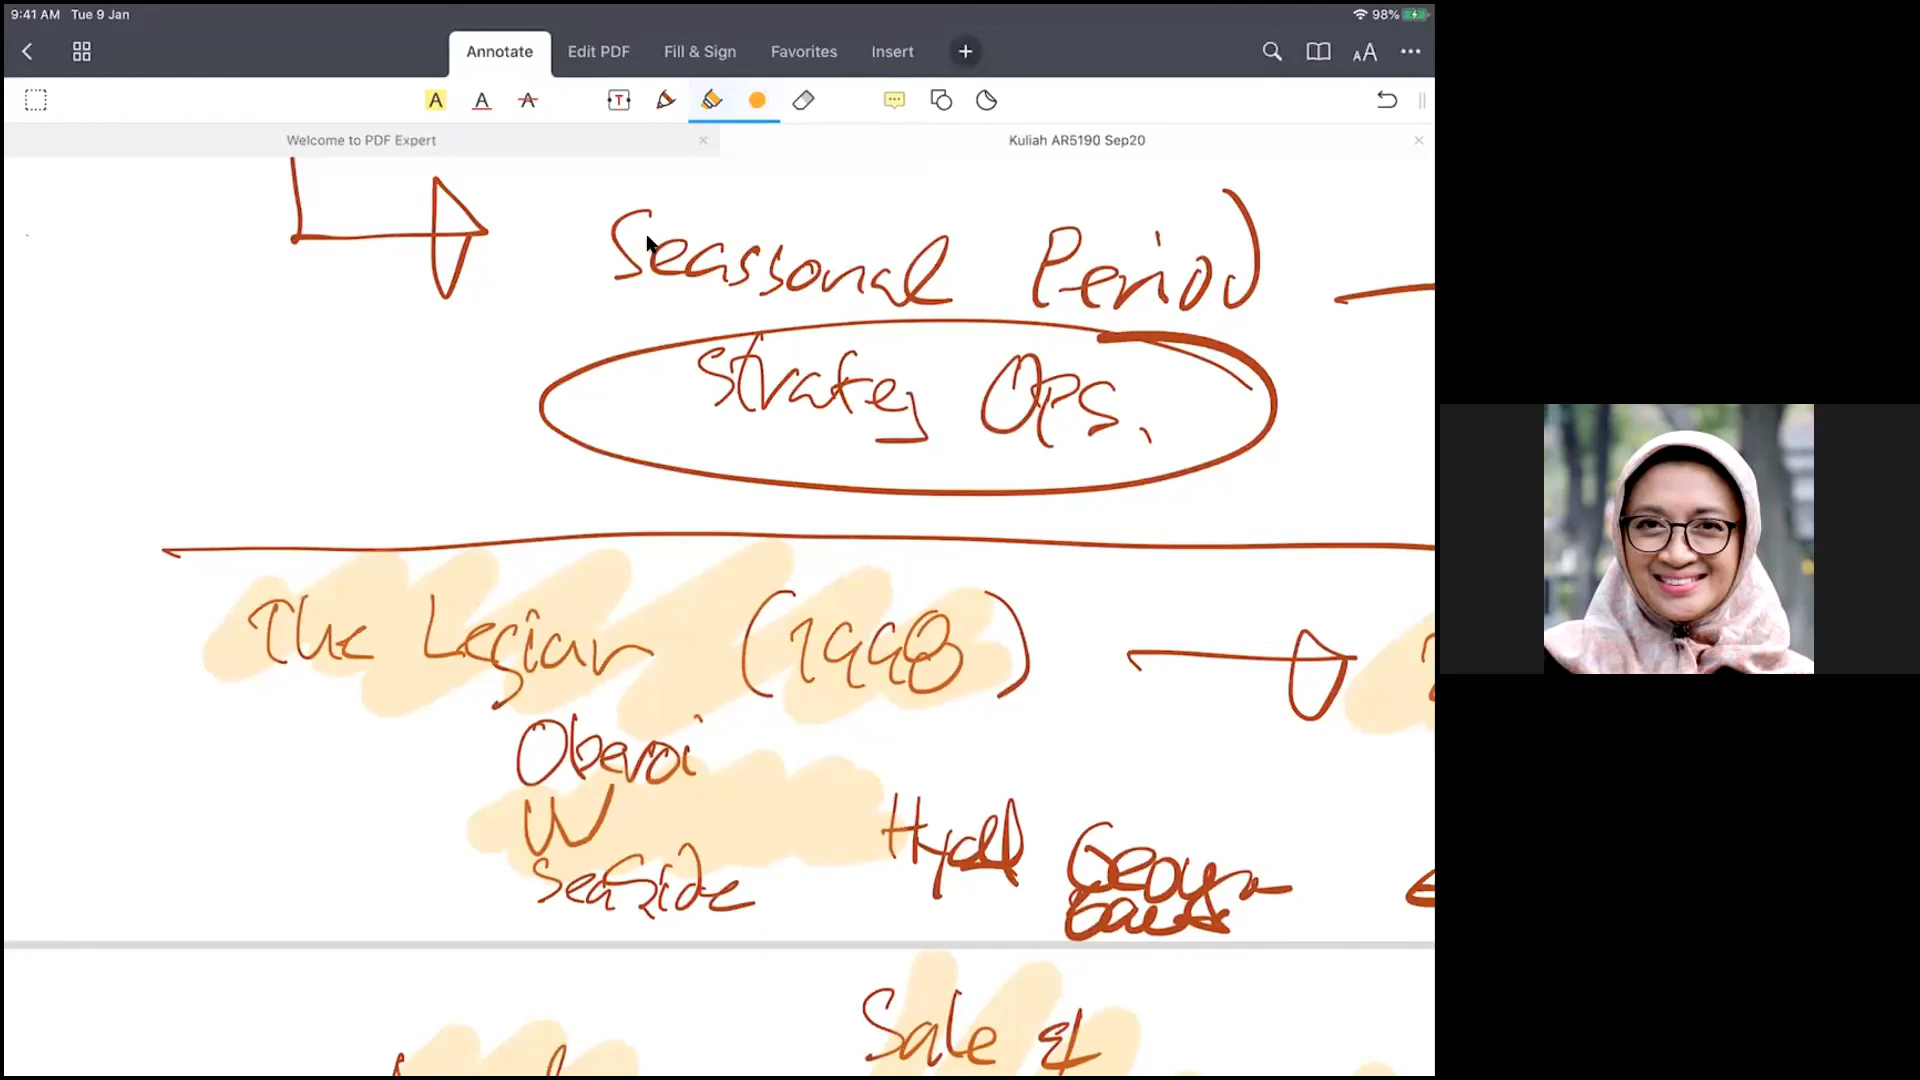 9:41 AM Tue 9 Jan 98%
Annotate Edit PDF Fill & Sign Favorites Insert
Welcome to PDF Expert
Kuliah AR5190 Sep20
Seassonal Period
Strategy Ops.
The Legian (1998)
Oberoi
W
Seaside
Hyatt
Sale &